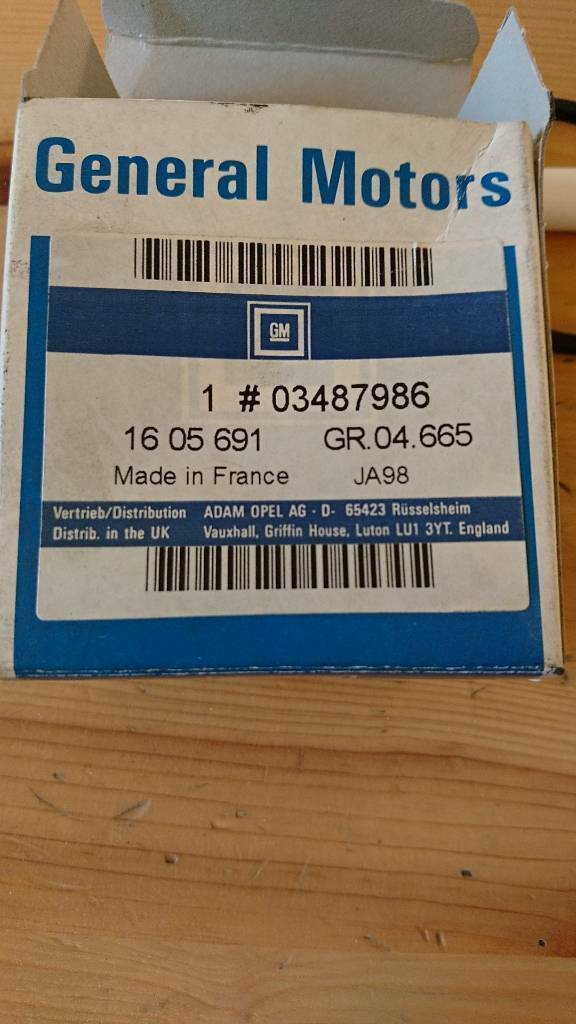 General Motors
GM
1 # 03487986
16 05 691 GR.04.665
Made in France JA98
Vertrieb/Distribution ADAM OPEL AG - D- 65423 Rüsselsheim
Distrib. in the UK Vauxhall, Griffin House, Luton LU1 3YT. England